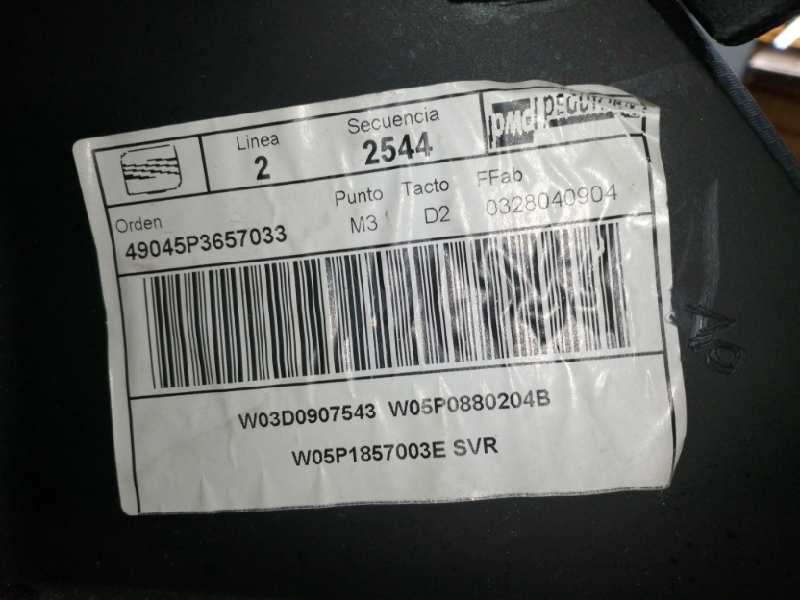 Linea
2
Secuencia
2544
Orden
49045P3657033
Punto
M3
Tacto
D2
FFab
0328040904
W03D0907543 W05P0880204B
W05P1857003E SVR